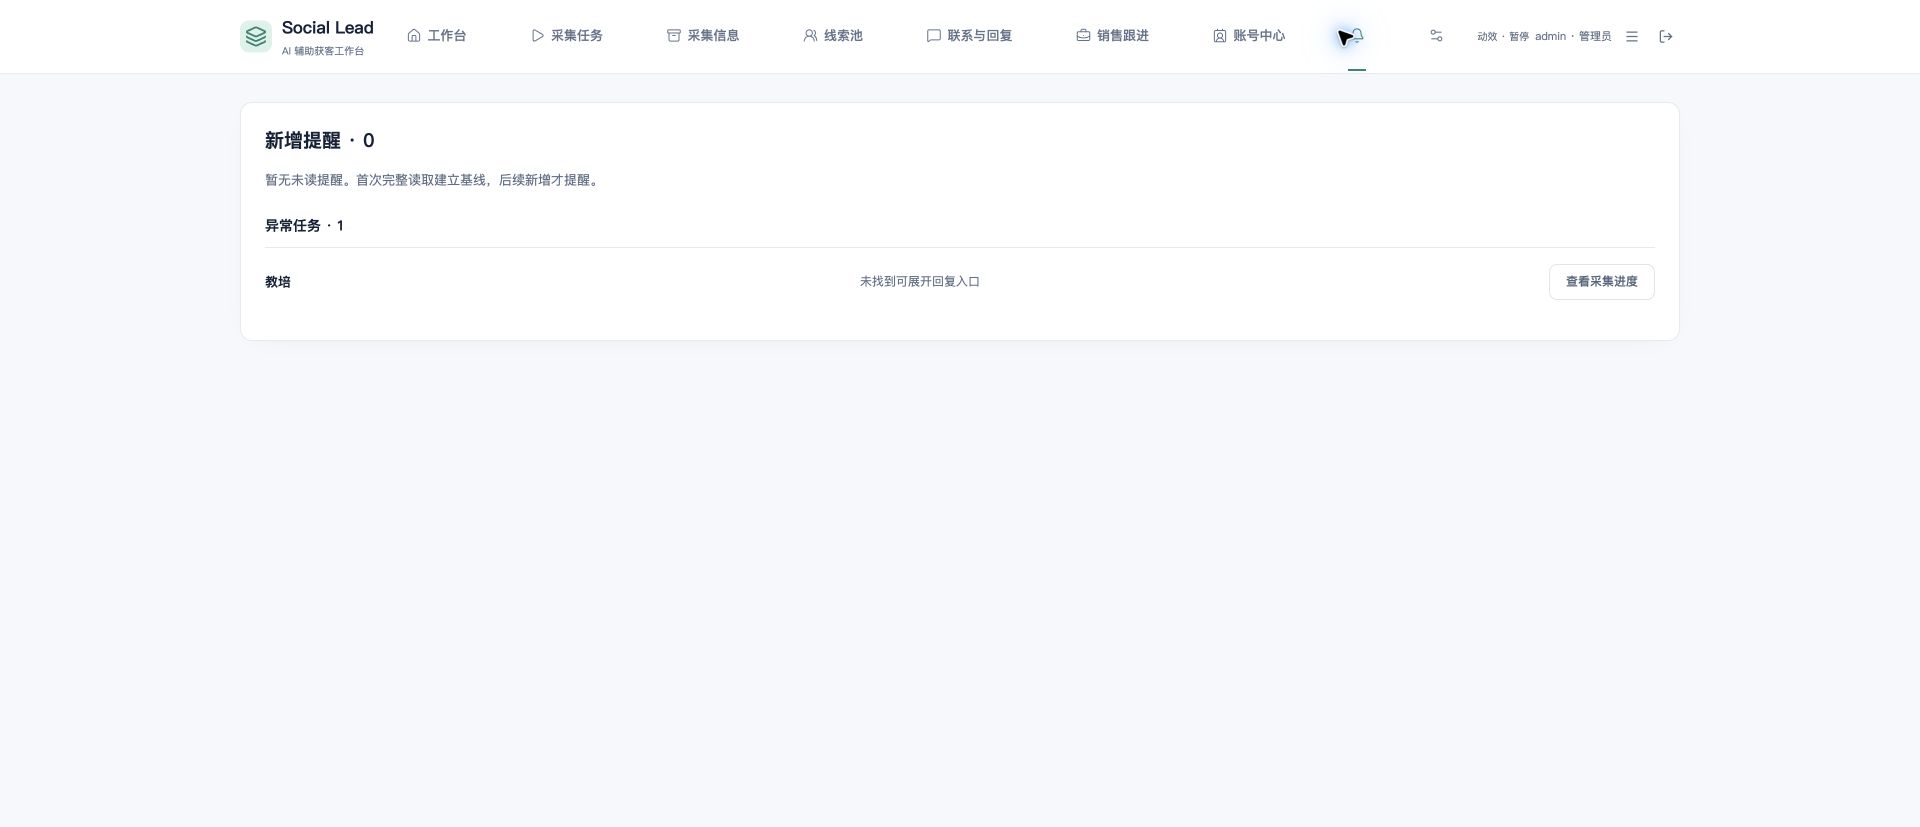 Social Lead
AI 辅助获客工作台
工作台
采集任务
采集信息
线索池
联系与回复
销售跟进
账号中心
动效 · 暂停 admin · 管理员
新增提醒 · 0
暂无未读提醒。首次完整读取建立基线，后续新增才提醒。
异常任务 · 1
教培
未找到可展开回复入口
查看采集进度